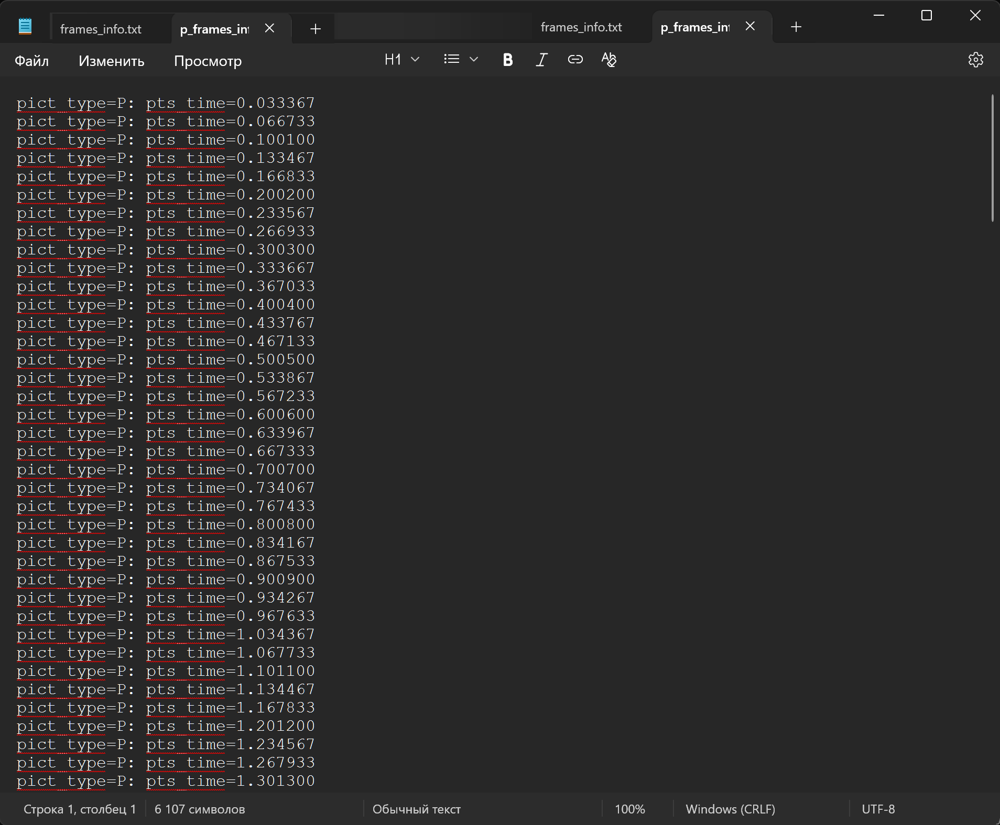 frames_info.txt p_frames_inf frames_info.txt p_frames_inf
Файл Изменить Просмотр H1 B I
pict_type=P: pts_time=0.033367
pict_type=P: pts_time=0.066733
pict_type=P: pts_time=0.100100
pict_type=P: pts_time=0.133467
pict_type=P: pts_time=0.166833
pict_type=P: pts_time=0.200200
pict_type=P: pts_time=0.233567
pict_type=P: pts_time=0.266933
pict_type=P: pts_time=0.300300
pict_type=P: pts_time=0.333667
pict_type=P: pts_time=0.367033
pict_type=P: pts_time=0.400400
pict_type=P: pts_time=0.433767
pict_type=P: pts_time=0.467133
pict_type=P: pts_time=0.500500
pict_type=P: pts_time=0.533867
pict_type=P: pts_time=0.567233
pict_type=P: pts_time=0.600600
pict_type=P: pts_time=0.633967
pict_type=P: pts_time=0.667333
pict_type=P: pts_time=0.700700
pict_type=P: pts_time=0.734067
pict_type=P: pts_time=0.767433
pict_type=P: pts_time=0.800800
pict_type=P: pts_time=0.834167
pict_type=P: pts_time=0.867533
pict_type=P: pts_time=0.900900
pict_type=P: pts_time=0.934267
pict_type=P: pts_time=0.967633
pict_type=P: pts_time=1.034367
pict_type=P: pts_time=1.067733
pict_type=P: pts_time=1.101100
pict_type=P: pts_time=1.134467
pict_type=P: pts_time=1.167833
pict_type=P: pts_time=1.201200
pict_type=P: pts_time=1.234567
pict_type=P: pts_time=1.267933
pict_type=P: pts_time=1.301300
Строка 1, столбец 1 6 107 символов Обычный текст 100% Windows (CRLF) UTF-8